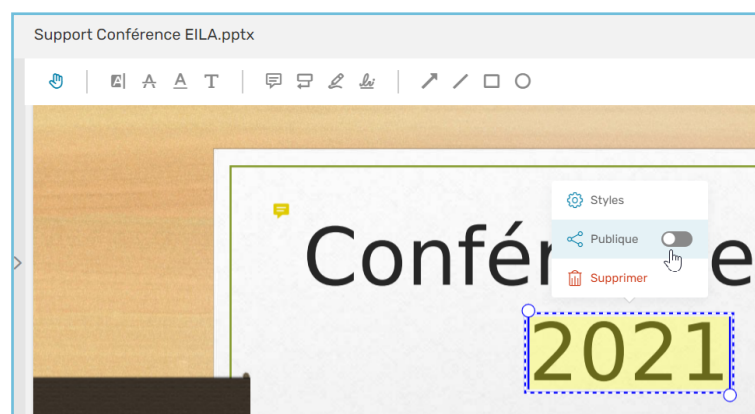 Support Conférence EILA.pptx
A A A T
Styles
Publique
Supprimer
Confér e
2021